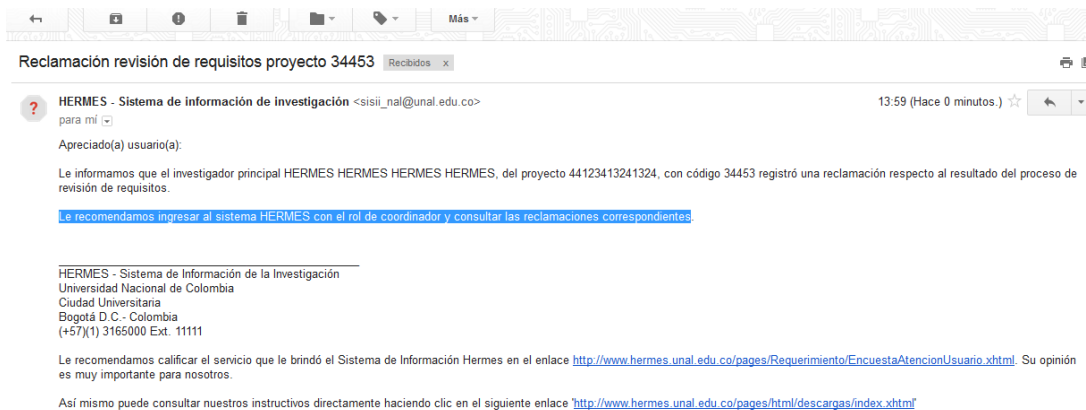 Más
Reclamación revisión de requisitos proyecto 34453 Recibidos x
HERMES - Sistema de información de investigación <sisii_nal@unal.edu.co> 13:59 (Hace 0 minutos.)
para mí
Apreciado(a) usuario(a):
Le informamos que el investigador principal HERMES HERMES HERMES HERMES, del proyecto 44123413241324, con código 34453 registró una reclamación respecto al resultado del proceso de
revisión de requisitos.
Le recomendamos ingresar al sistema HERMES con el rol de coordinador y consultar las reclamaciones correspondientes.
HERMES - Sistema de Información de la Investigación
Universidad Nacional de Colombia
Ciudad Universitaria
Bogotá D.C.- Colombia
(+57)(1) 3165000 Ext. 11111
Le recomendamos calificar el servicio que le brindó el Sistema de Información Hermes en el enlace http://www.hermes.unal.edu.co/pages/Requerimiento/EncuestaAtencionUsuario.xhtml. Su opinión
es muy importante para nosotros.
Así mismo puede consultar nuestros instructivos directamente haciendo clic en el siguiente enlace 'http://www.hermes.unal.edu.co/pages/html/descargas/index.xhtml'